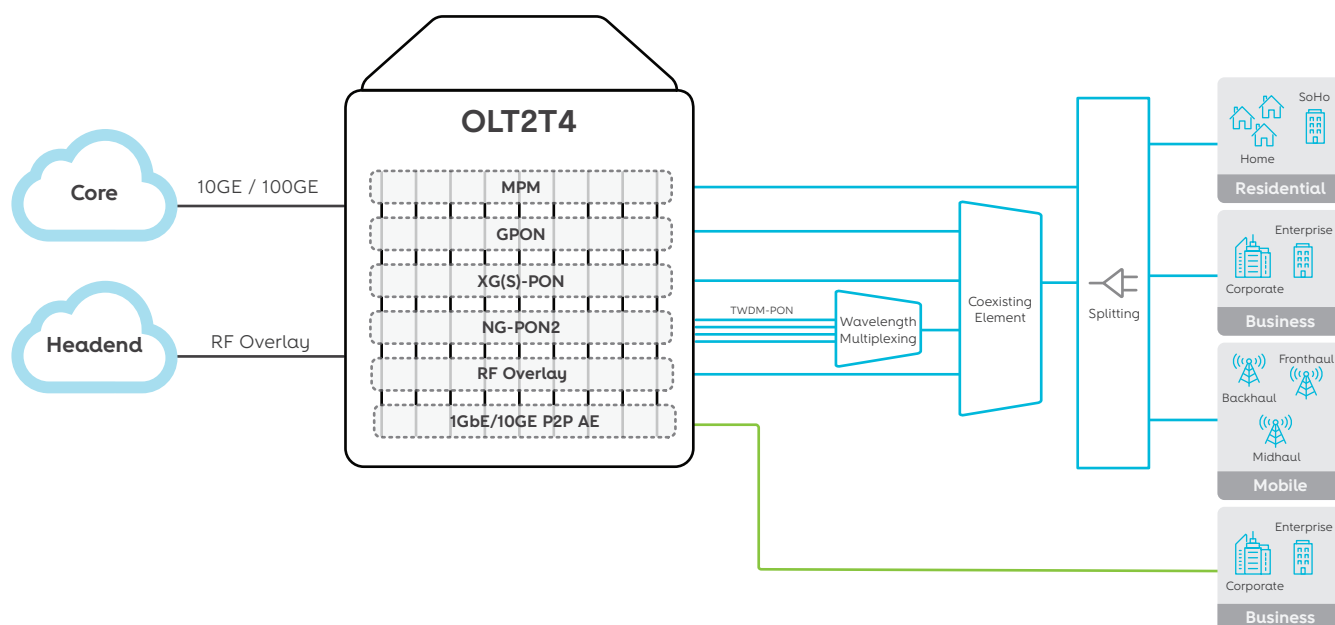 OLT2T4
Core
10GE / 100GE
Headend
RF Overlay
MPM
GPON
XG(S)-PON
NG-PON2
RF Overlay
1GbE/10GE P2P AE
TWDM-PON
Wavelength
Multiplexing
Coexisting
Element
Splitting
SoHo
Home
Residential
Enterprise
Corporate
Business
Fronthaul
Backhaul
Midhaul
Mobile
Enterprise
Corporate
Business